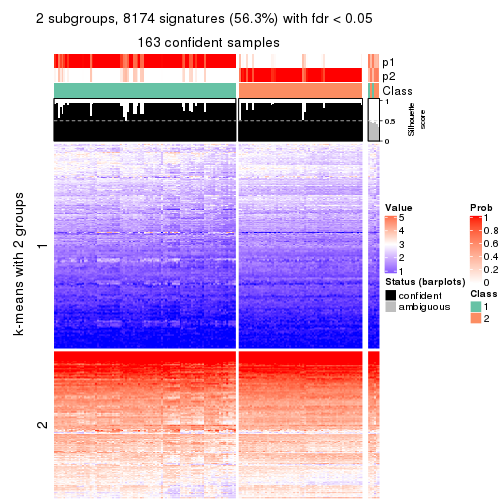 2 subgroups, 8174 signatures (56.3%) with fdr < 0.05
163 confident samples
p1
p2
Class
1
0.5
0
Silhouette
score
k-means with 2 groups
1
2
Value
5
4
3
2
1
Status (barplots)
confident
ambiguous
Prob
1
0.8
0.6
0.4
0.2
0
Class
1
2